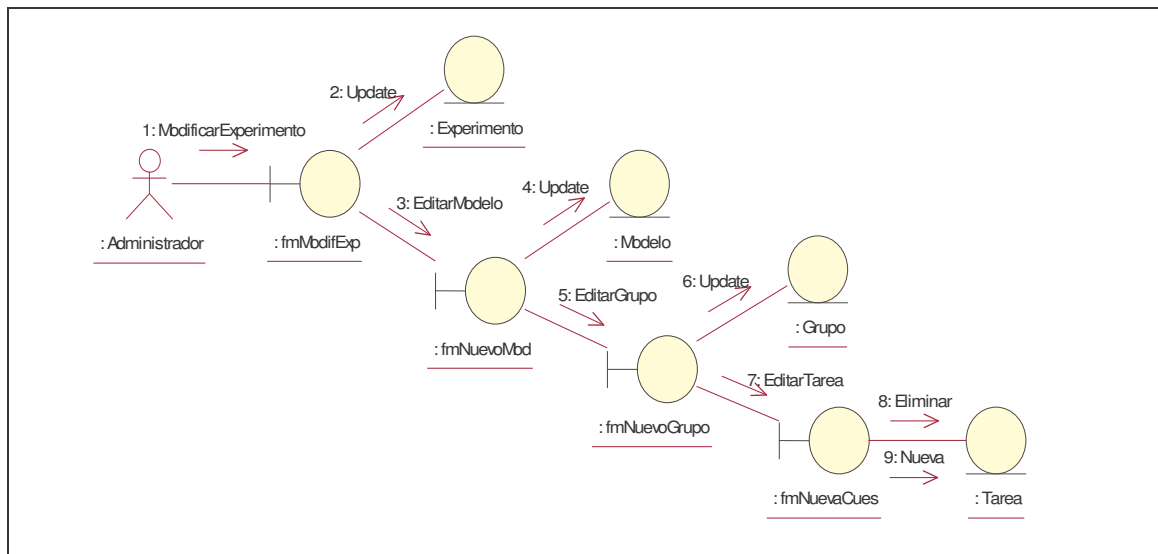 2: Update
: Experimento
1: ModificarExperimento
: Administrador
: fmModifExp
3: EditarModelo
4: Update
: Modelo
: fmNuevoMod
5: EditarGrupo
6: Update
: Grupo
: fmNuevoGrupo
7: EditarTarea
8: Eliminar
9: Nueva
: fmNuevaCues
: Tarea